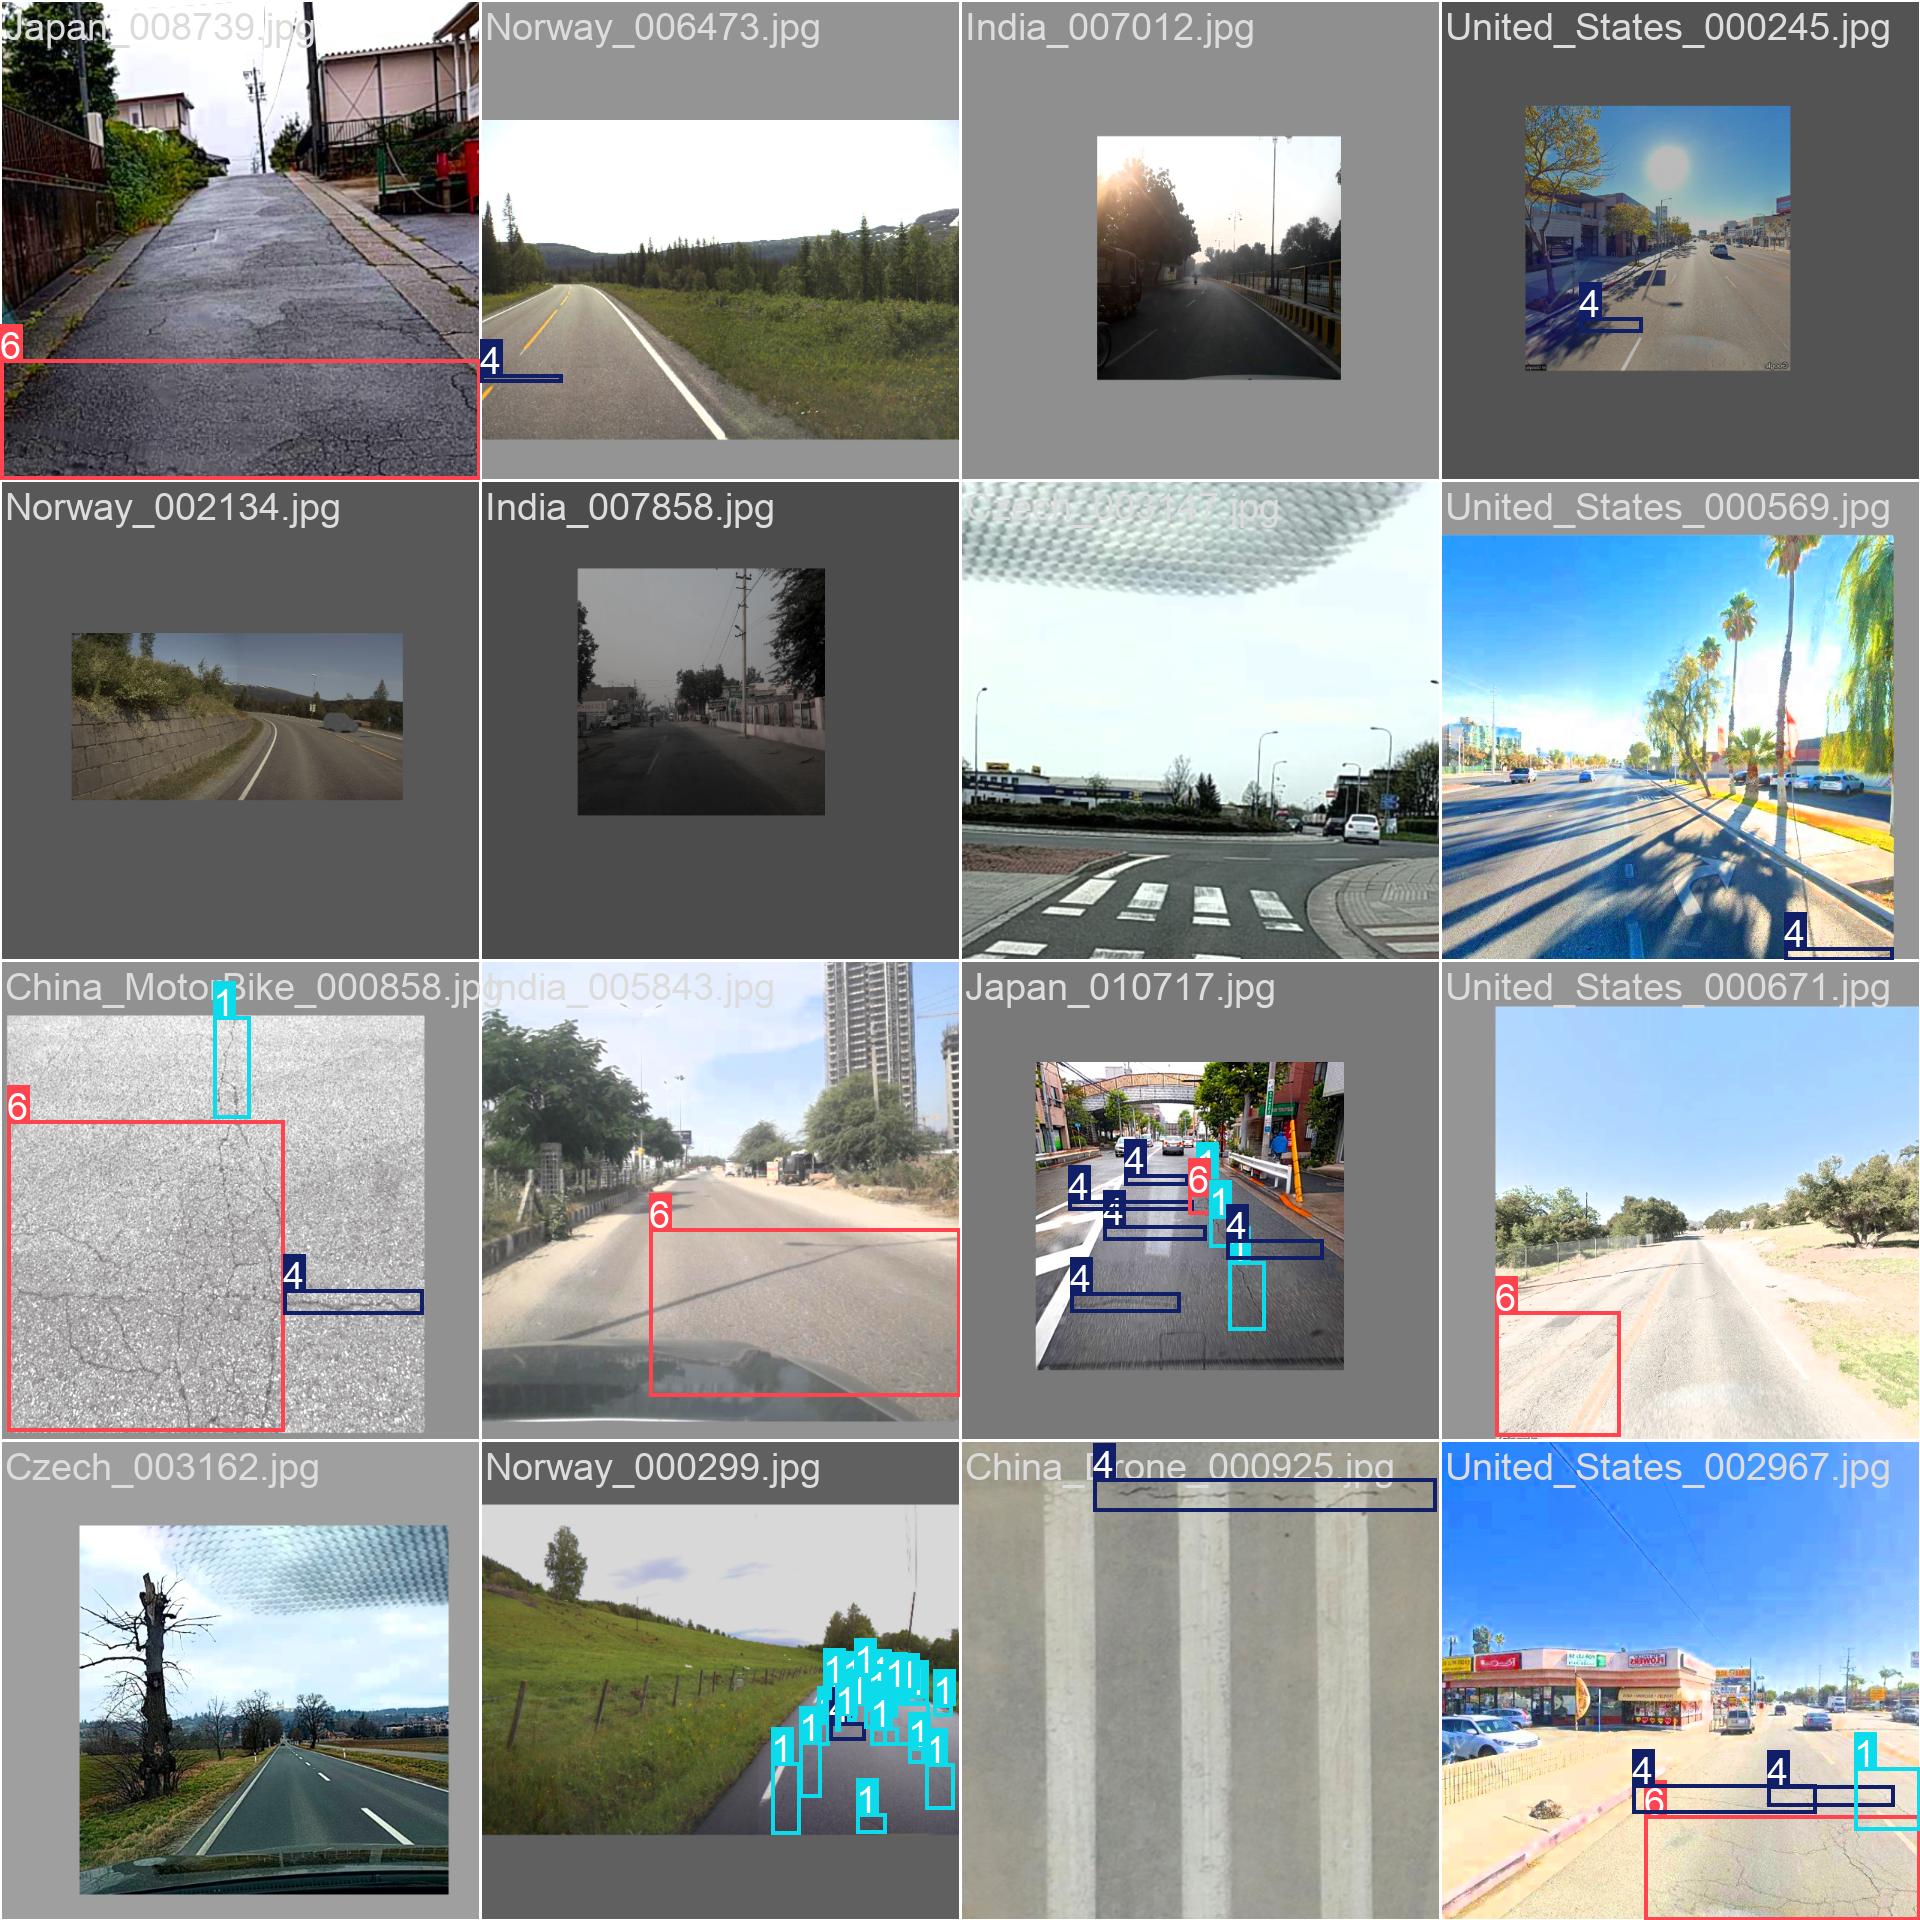 Japan_008739.jpg
Norway_006473.jpg
India_007012.jpg
United_States_000245.jpg
6
4
4
Norway_002134.jpg
India_007858.jpg
Czech_003147.jpg
United_States_000569.jpg
4
China_MotorBike_000858.jpg
India_005843.jpg
Japan_010717.jpg
United_States_000671.jpg
1
6
4
6
1
4
6
4
1
4
4
1
4
6
Czech_003162.jpg
Norway_000299.jpg
China_Drone_000925.jpg
United_States_002967.jpg
4
1
1
1
1
1
1
1
1
1
1
1
1
1
4
4
4
1
6
FLOWERS